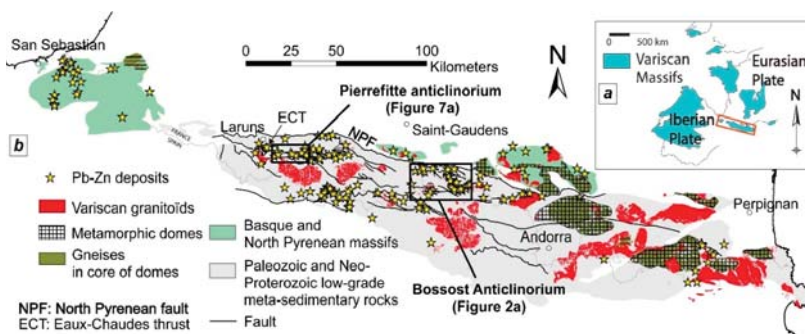 San Sebastian
0 25 50 100
Kilometers
N
Pierrefitte anticlinorium
(Figure 7a)
0 500 km
Variscan
Massifs
Eurasian
Plate
a
N
Iberian
Plate
Laruns
ECT
NPF
Saint-Gaudens
FRANCE
SPAIN
b
Pb-Zn deposits
Variscan granitoïds
Metamorphic domes
Gneises
in core of domes
Basque and
North Pyrenean massifs
Paleozoic and Neo-
Proterozoic low-grade
meta-sedimentary rocks
Andorra
Perpignan
Bossost Anticlinorium
(Figure 2a)
NPF: North Pyrenean fault
ECT: Eaux-Chaudes thrust
Fault